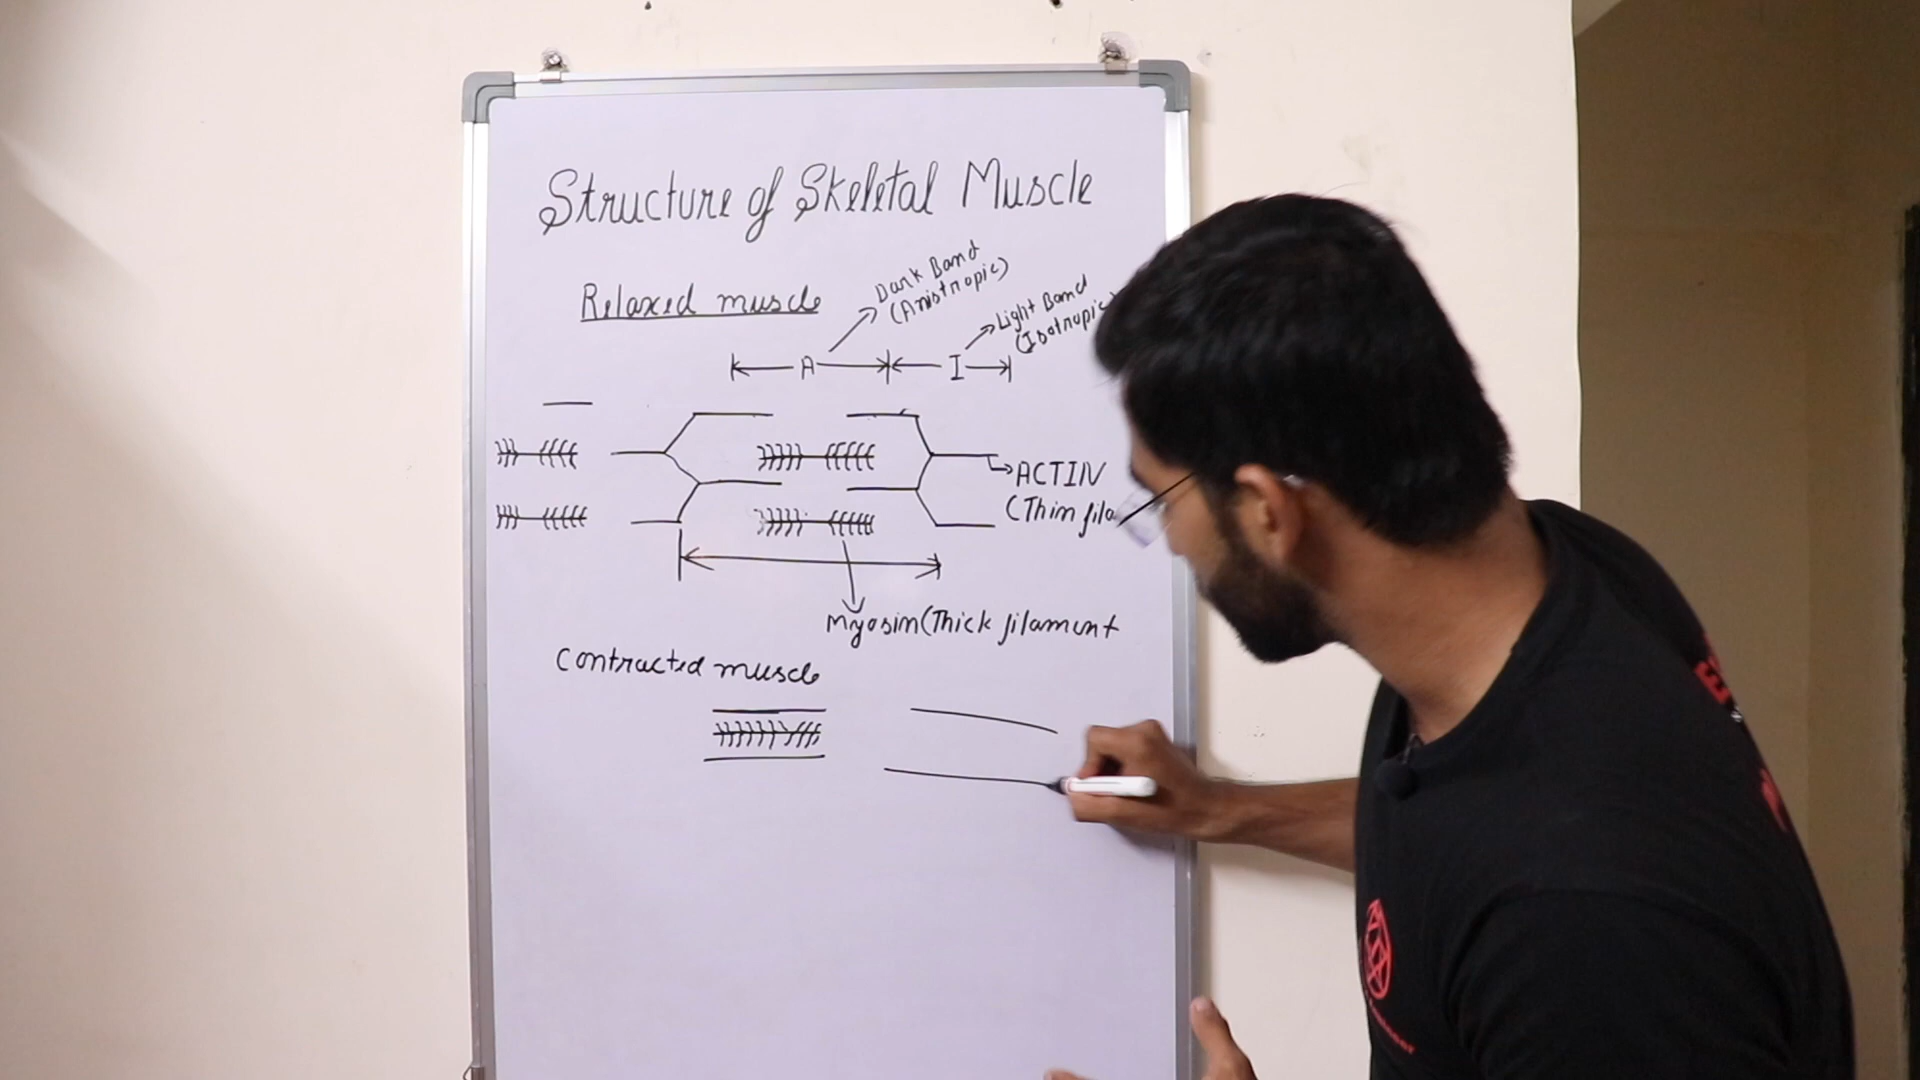 Structure of Skeletal Muscle
Relaxed muscle
Dark Band
(Anistropic)
Light Band
(Isotropic)
A
I
ACTIN
(Thin fila
Myosin(Thick filament
Contracted muscle